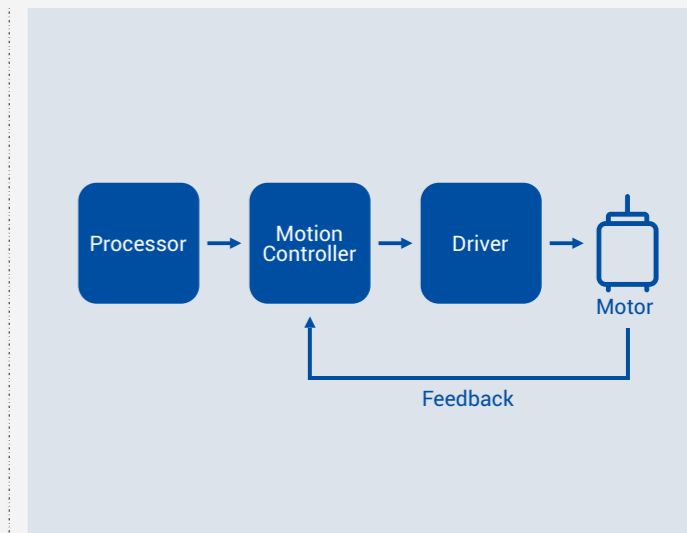 Processor
Motion
Controller
Driver
Motor
Feedback